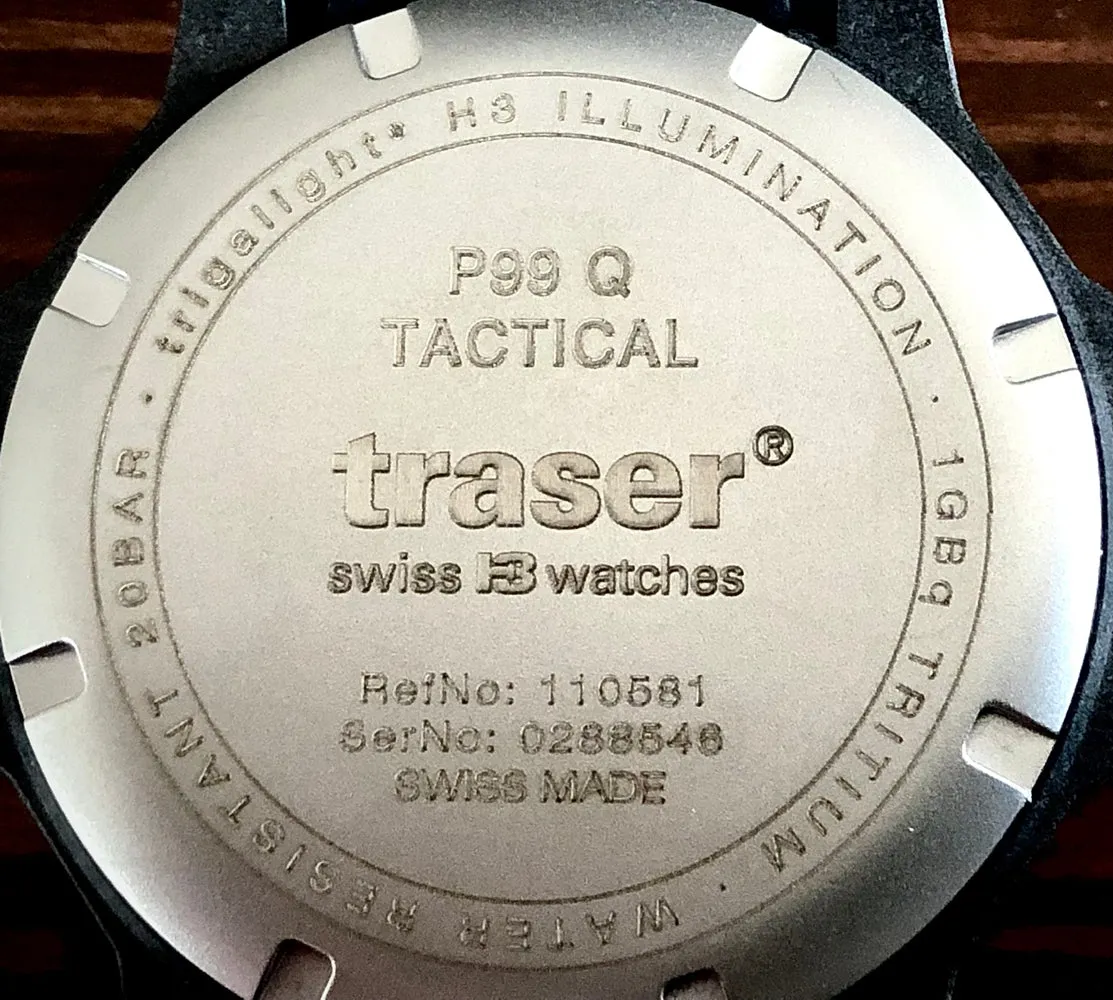 trigalight® H3 ILLUMINATION · 1GBq TRITIUM · WATER RESISTANT 20BAR ·
P99 Q
TACTICAL
traser®
swiss H3 watches
RefNo: 110581
SerNo: 0288546
SWISS MADE